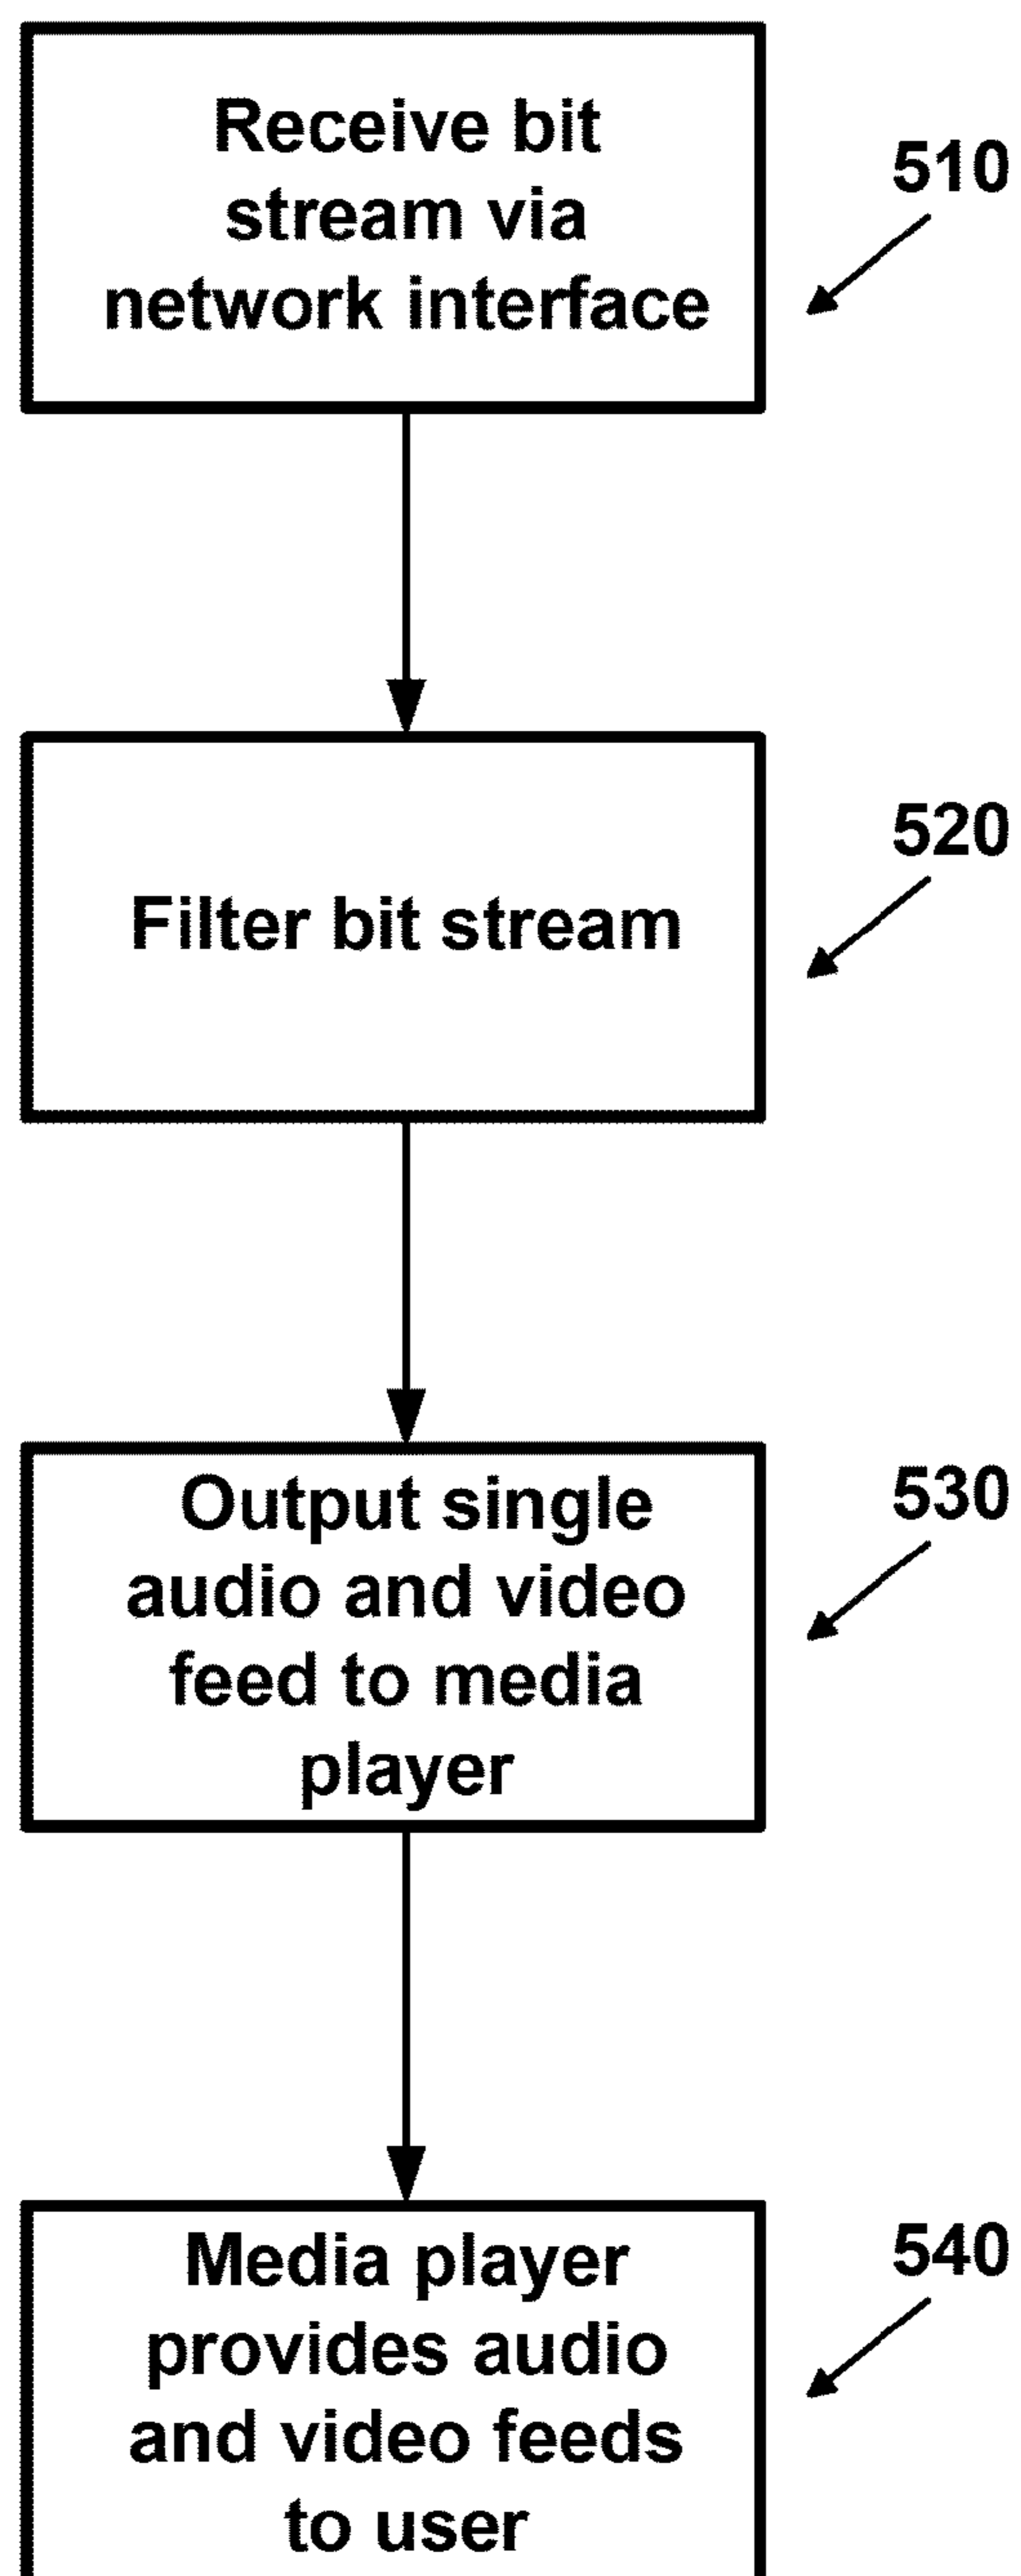 Receive bit
stream via
network interface
510
Filter bit stream
520
Output single
audio and video
feed to media
player
530
Media player
provides audio
and video feeds
to user
540